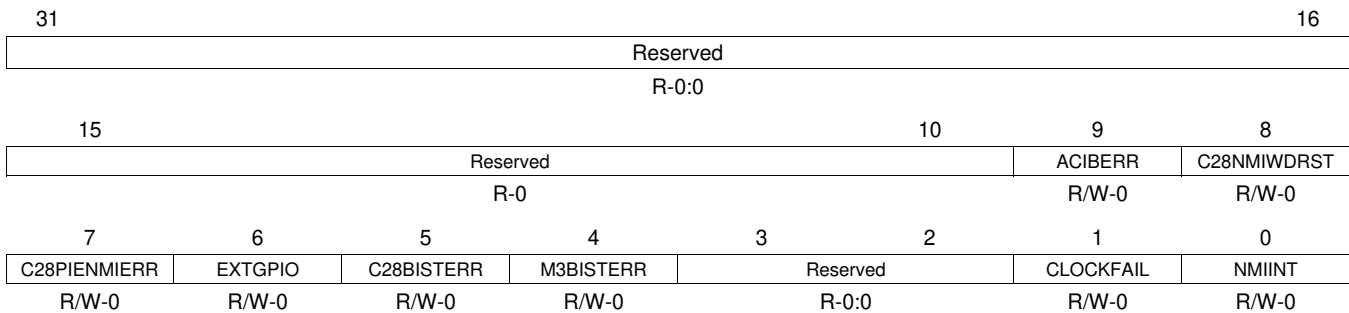 31 16
Reserved
R-0:0
15 10 9 8
Reserved ACIBERR C28NMIWDRST
R-0 R/W-0 R/W-0
7 6 5 4 3 2 1 0
C28PIENMIERR EXTGPIO C28BISTERR M3BISTERR Reserved CLOCKFAIL NMIINT
R/W-0 R/W-0 R/W-0 R/W-0 R-0:0 R/W-0 R/W-0